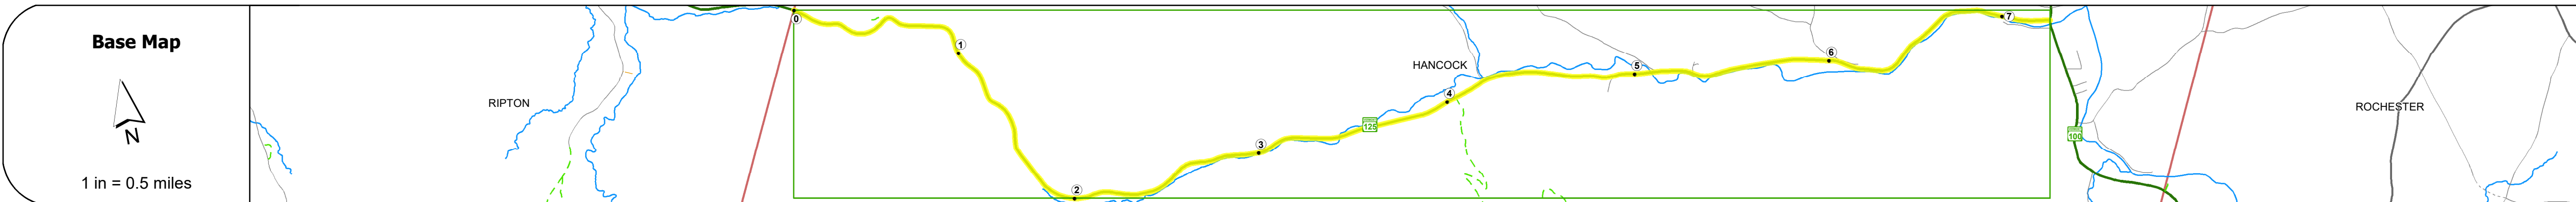 Base Map
N
1 in = 0.5 miles
RIPTON
0
1
2
3
125
4
HANCOCK
5
6
7
100
ROCHESTER